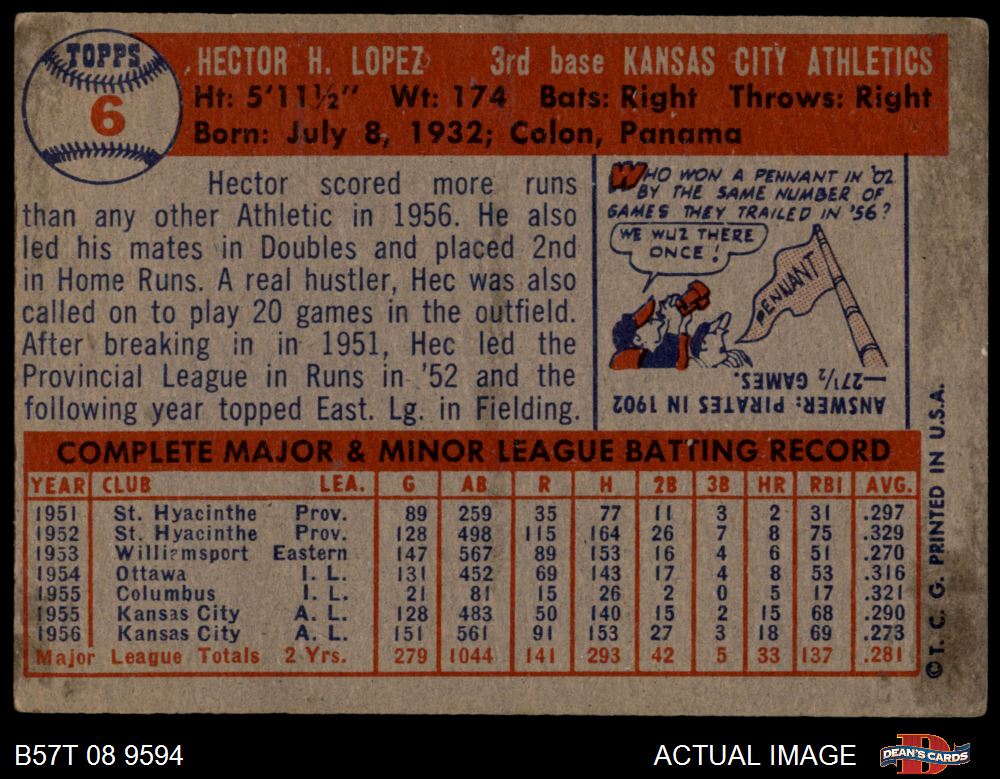 TOPPS
6
HECTOR H. LOPEZ 3rd base KANSAS CITY ATHLETICS
Ht: 5'11½" Wt: 174 Bats: Right Throws: Right
Born: July 8, 1932; Colon, Panama
Hector scored more runs
than any other Athletic in 1956. He also
led his mates in Doubles and placed 2nd
in Home Runs. A real hustler, Hec was also
called on to play 20 games in the outfield.
After breaking in in 1951, Hec led the
Provincial League in Runs in '52 and the
following year topped East. Lg. in Fielding.
WHO WON A PENNANT IN '02
BY THE SAME NUMBER OF
GAMES THEY TRAILED IN '56?
WE WUZ THERE
ONCE!
PENNANT
ANSWER: PIRATES IN 1902
—27½ GAMES.
COMPLETE MAJOR & MINOR LEAGUE BATTING RECORD
YEAR CLUB LEA. G AB R H 2B 3B HR RBI AVG.
1951 St. Hyacinthe Prov. 89 259 35 77 11 3 2 31 .297
1952 St. Hyacinthe Prov. 128 498 115 164 26 7 8 75 .329
1953 Williamsport Eastern 147 567 89 153 16 4 6 51 .270
1954 Ottawa I. L. 131 452 69 143 17 4 8 53 .316
1955 Columbus I. L. 21 81 15 26 2 0 5 17 .321
1955 Kansas City A. L. 128 483 50 140 15 2 15 68 .290
1956 Kansas City A. L. 151 561 91 153 27 3 18 69 .273
Major League Totals 2 Yrs. 279 1044 141 293 42 5 33 137 .281
©T. C. G. PRINTED IN U.S.A.
B57T 08 9594
ACTUAL IMAGE
DEAN'S CARDS